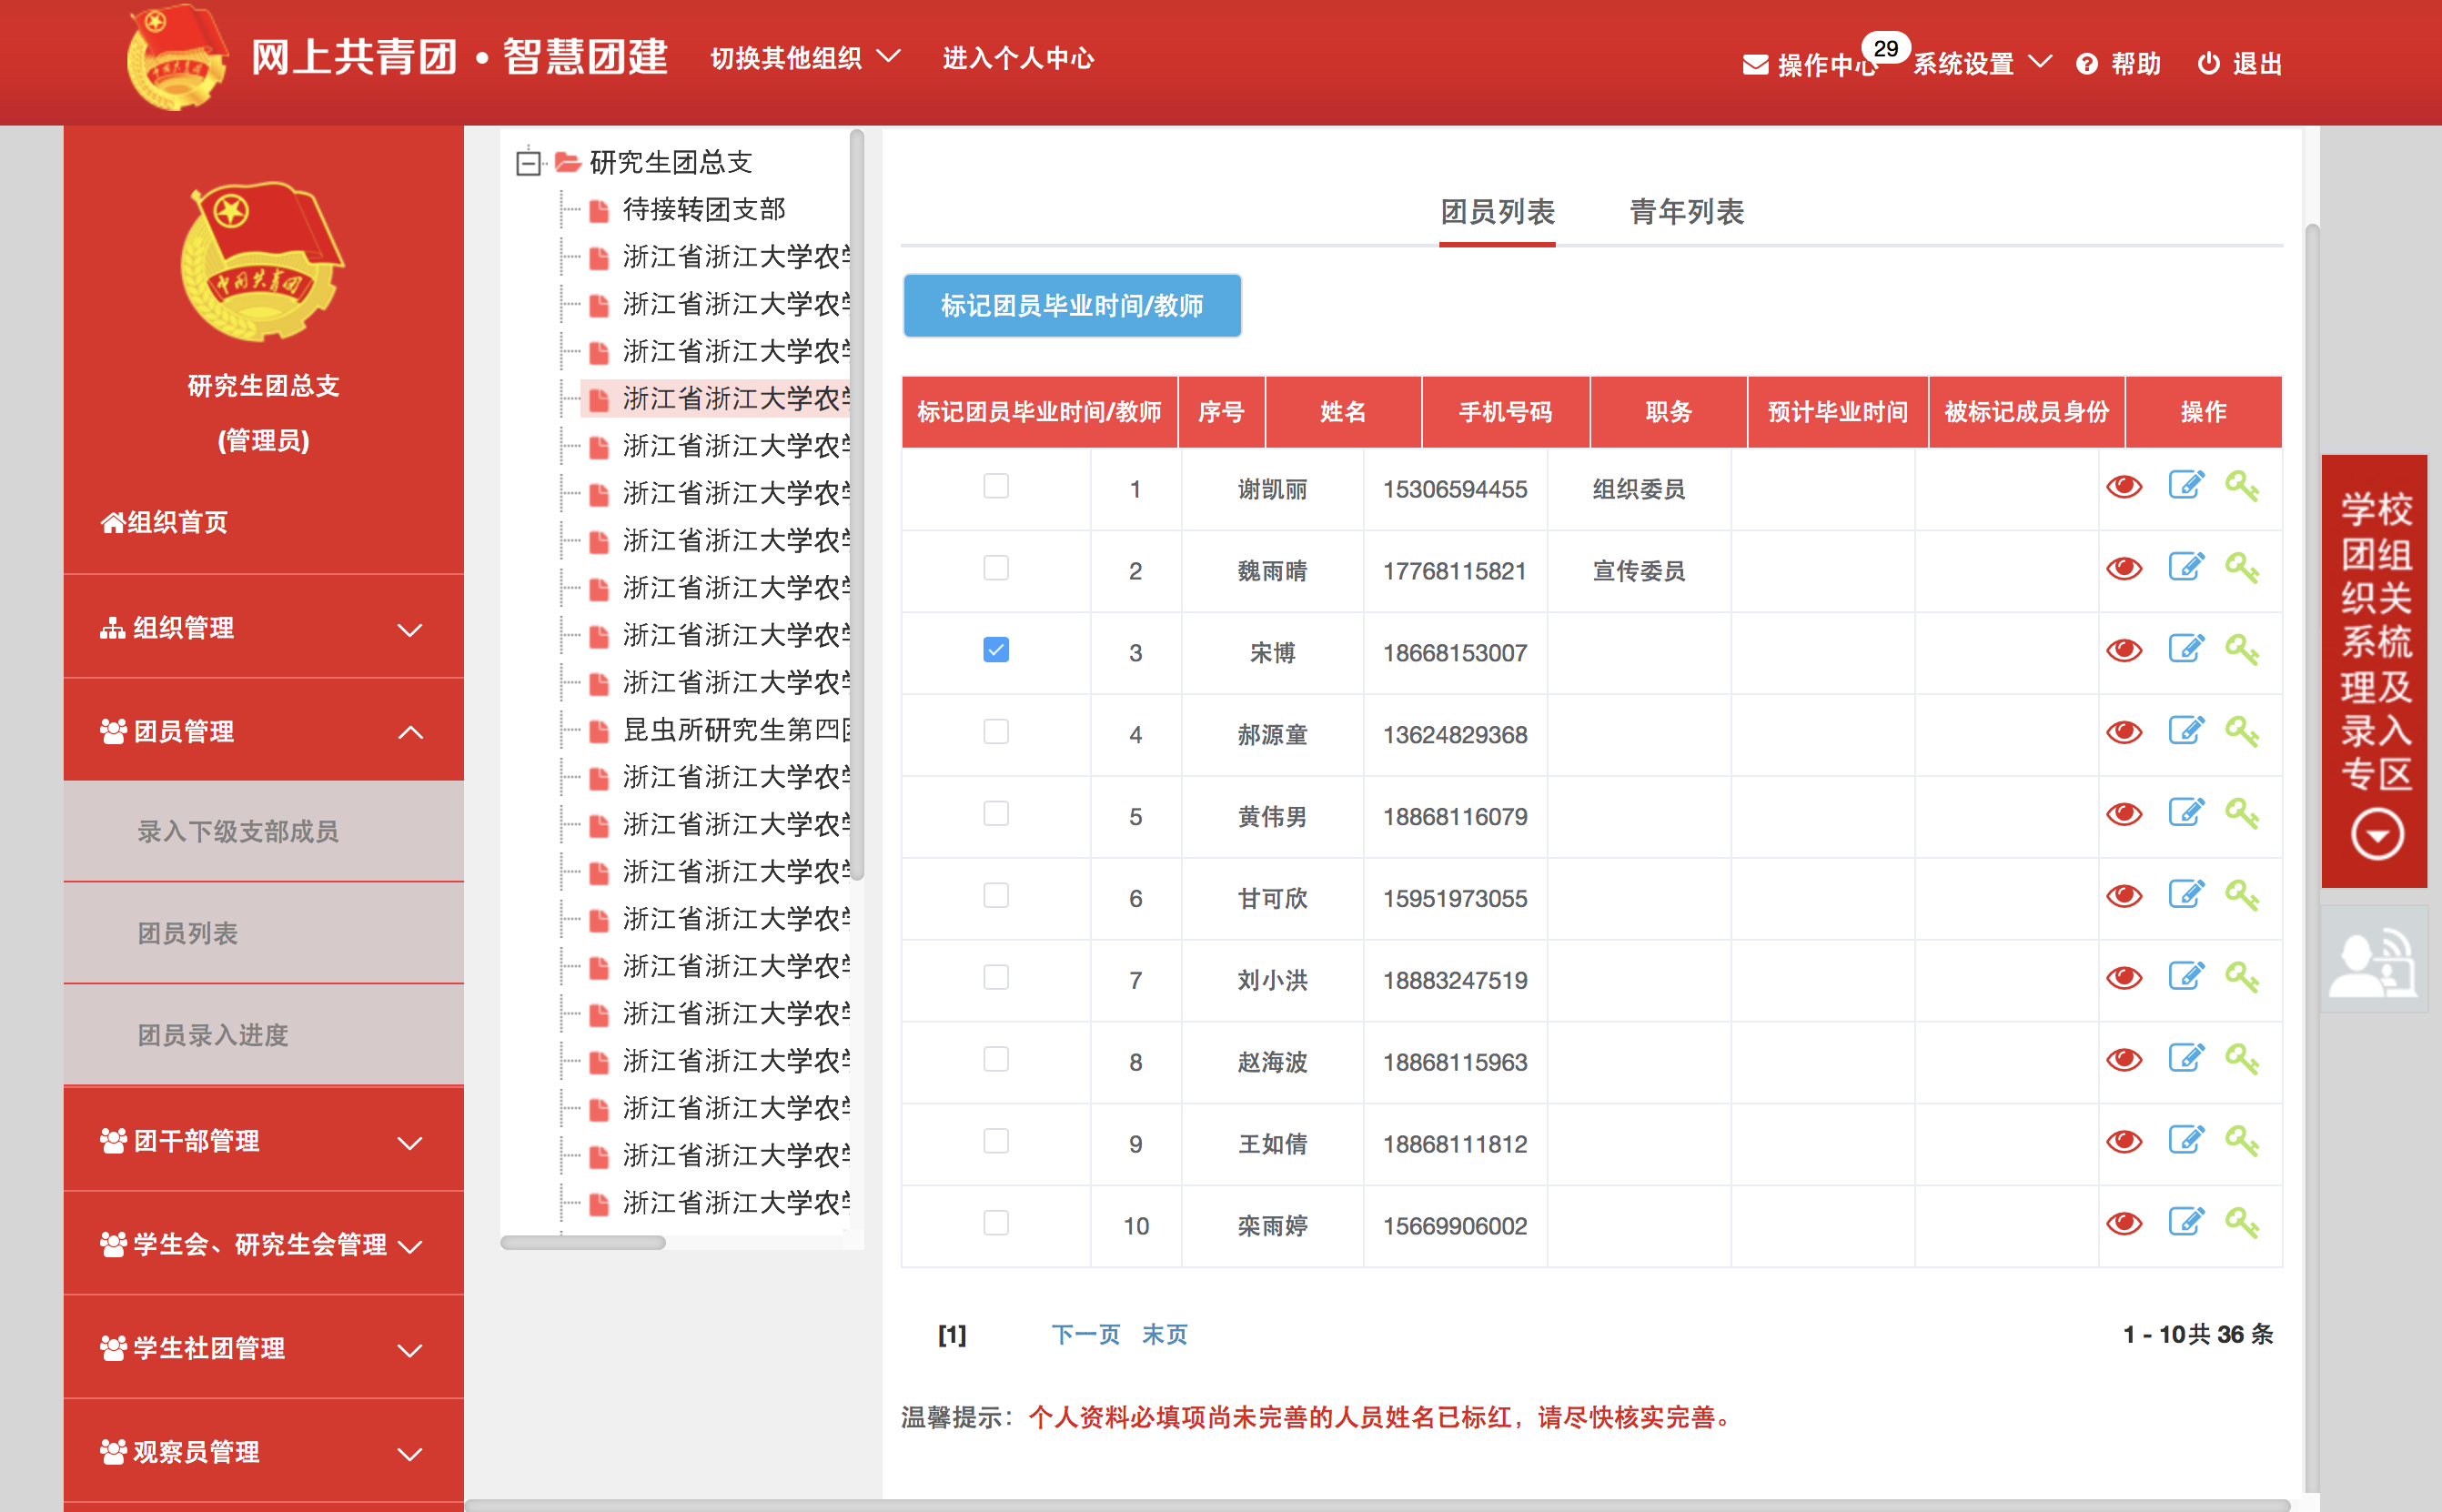 网上共青团·智慧团建 切换其他组织 进入个人中心 操作中心 29 系统设置 帮助 退出
中国共青团
研究生团总支
(管理员)
组织首页
组织管理
团员管理
录入下级支部成员
团员列表
团员录入进度
团干部管理
学生会、研究生会管理
学生社团管理
观察员管理
研究生团总支
待接转团支部
浙江省浙江大学农
浙江省浙江大学农
浙江省浙江大学农
浙江省浙江大学农
浙江省浙江大学农
浙江省浙江大学农
浙江省浙江大学农
浙江省浙江大学农
浙江省浙江大学农
浙江省浙江大学农
昆虫所研究生第四
浙江省浙江大学农
浙江省浙江大学农
浙江省浙江大学农
浙江省浙江大学农
浙江省浙江大学农
浙江省浙江大学农
浙江省浙江大学农
浙江省浙江大学农
浙江省浙江大学农
浙江省浙江大学农
团员列表 青年列表
标记团员毕业时间/教师
标记团员毕业时间/教师 序号 姓名 手机号码 职务 预计毕业时间 被标记成员身份 操作
1 谢凯丽 15306594455 组织委员
2 魏雨晴 17768115821 宣传委员
3 宋博 18668153007
4 郝源童 13624829368
5 黄伟男 18868116079
6 甘可欣 15951973055
7 刘小洪 18883247519
8 赵海波 18868115963
9 王如倩 18868111812
10 栾雨婷 15669906002
[1] 下一页 末页 1 - 10共 36 条
温馨提示：个人资料必填项尚未完善的人员姓名已标红，请尽快核实完善。
学校
团组
织关
系梳
理及
录入
专区